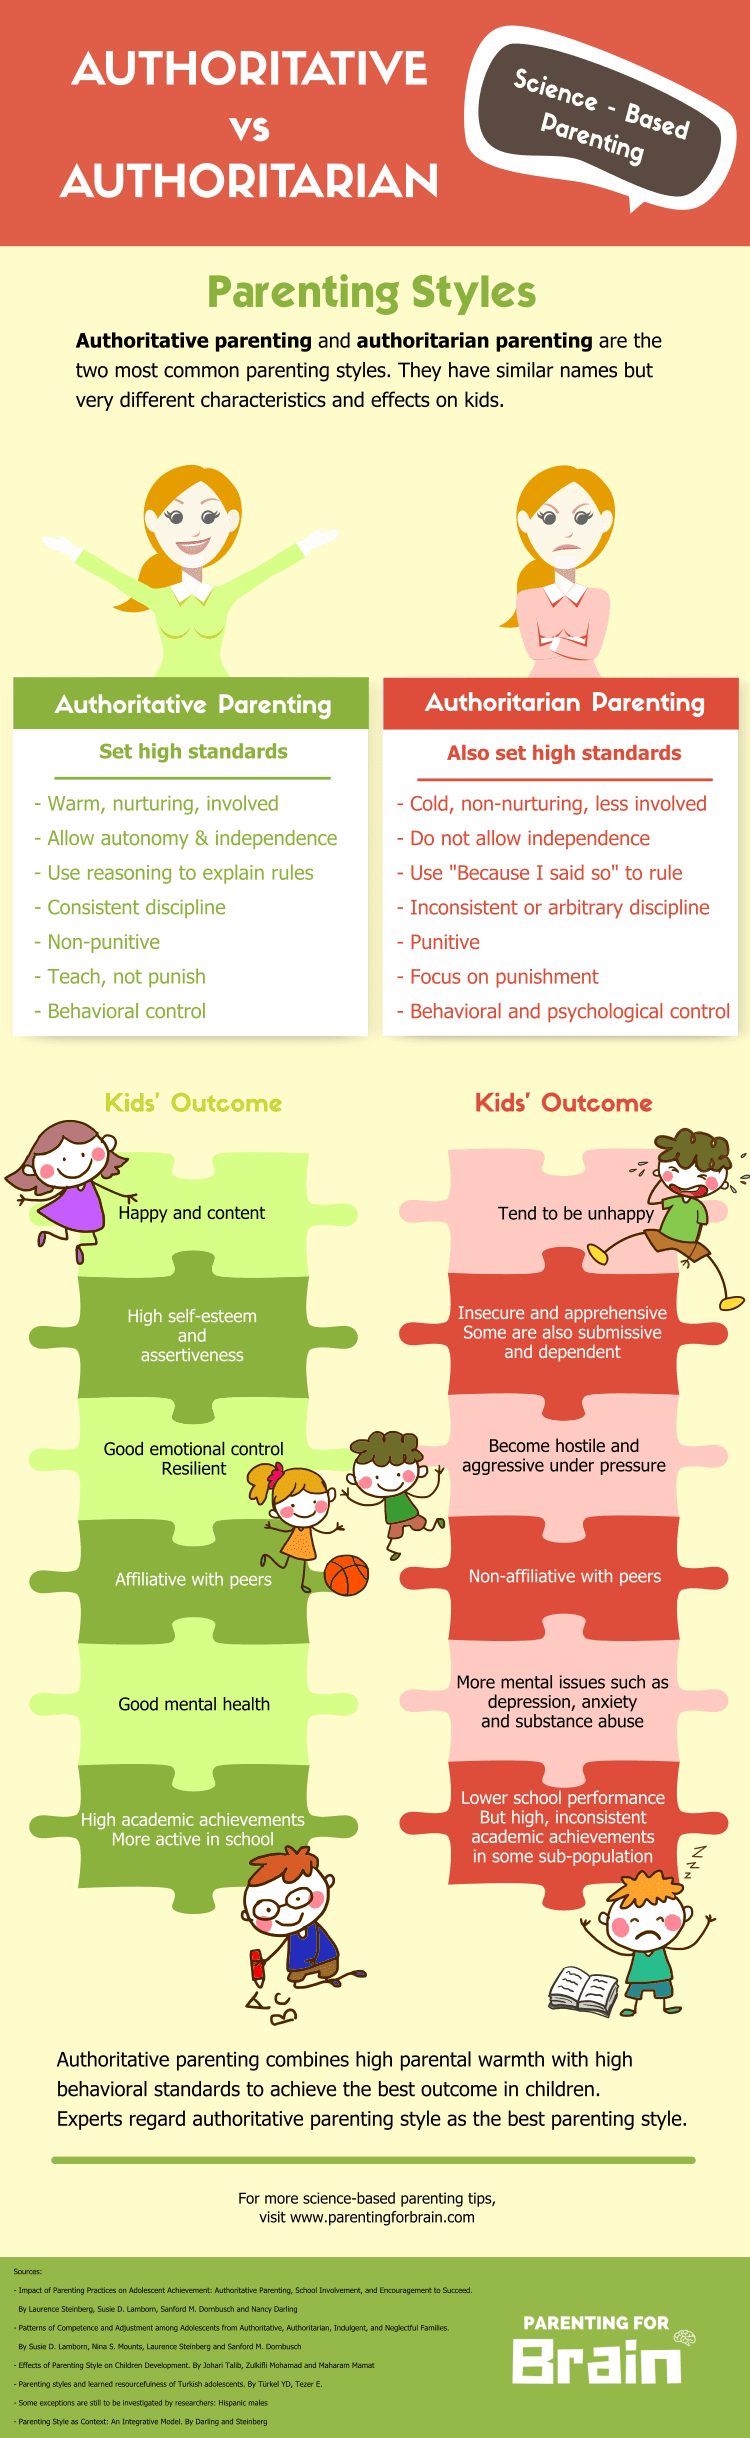 AUTHORITATIVE
vs
AUTHORITARIAN
Science - Based
Parenting
Parenting Styles
Authoritative parenting and authoritarian parenting are the
two most common parenting styles. They have similar names but
very different characteristics and effects on kids.
Authoritative Parenting
Set high standards
- Warm, nurturing, involved
- Allow autonomy & independence
- Use reasoning to explain rules
- Consistent discipline
- Non-punitive
- Teach, not punish
- Behavioral control
Authoritarian Parenting
Also set high standards
- Cold, non-nurturing, less involved
- Do not allow independence
- Use "Because I said so" to rule
- Inconsistent or arbitrary discipline
- Punitive
- Focus on punishment
- Behavioral and psychological control
Kids' Outcome
Happy and content
High self-esteem
and
assertiveness
Good emotional control
Resilient
Affiliative with peers
Good mental health
High academic achievements
More active in school
A
B C
Kids' Outcome
Tend to be unhappy
Insecure and apprehensive
Some are also submissive
and dependent
Become hostile and
aggressive under pressure
Non-affiliative with peers
More mental issues such as
depression, anxiety
and substance abuse
Lower school performance
But high, inconsistent
academic achievements
in some sub-population
Z
Z
Z
Authoritative parenting combines high parental warmth with high
behavioral standards to achieve the best outcome in children.
Experts regard authoritative parenting style as the best parenting style.
For more science-based parenting tips,
visit www.parentingforbrain.com
Sources:
- Impact of Parenting Practices on Adolescent Achievement: Authoritative Parenting, School Involvement, and Encouragement to Succeed.
By Laurence Steinberg, Susie D. Lamborn, Sanford M. Dornbusch and Nancy Darling
- Patterns of Competence and Adjustment among Adolescents from Authoritative, Authoritarian, Indulgent, and Neglectful Families.
By Susie D. Lamborn, Nina S. Mounts, Laurence Steinberg and Sanford M. Dornbusch
- Effects of Parenting Style on Children Development. By Johari Talib, Zulkifli Mohamad and Maharam Mamat
- Parenting styles and learned resourcefulness of Turkish adolescents. By Türkel YD, Tezer E.
- Some exceptions are still to be investigated by researchers: Hispanic males
- Parenting Style as Context: An Integrative Model. By Darling and Steinberg
PARENTING FOR
Brain